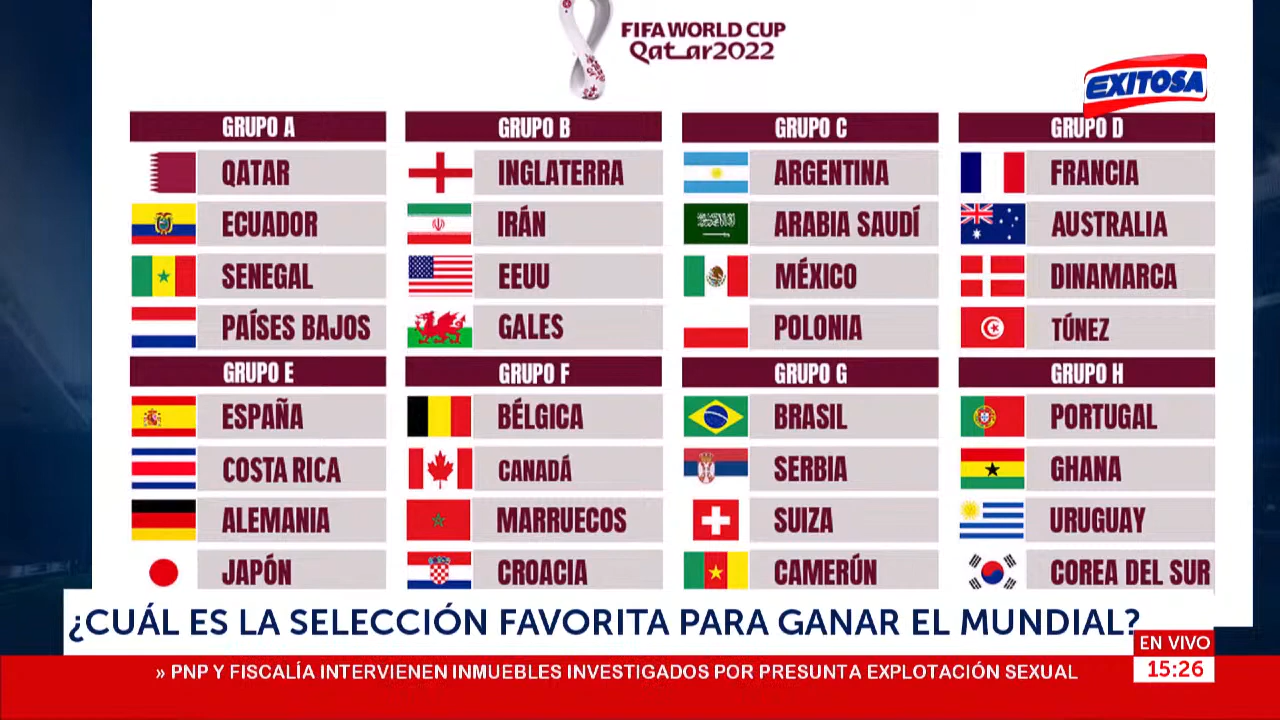 FIFA WORLD CUP
Qatar2022
EXITOSA
GRUPO A
QATAR
ECUADOR
SENEGAL
PAÍSES BAJOS
GRUPO B
INGLATERRA
IRÁN
EEUU
GALES
GRUPO C
ARGENTINA
ARABIA SAUDÍ
MÉXICO
POLONIA
GRUPO D
FRANCIA
AUSTRALIA
DINAMARCA
TÚNEZ
GRUPO E
ESPAÑA
COSTA RICA
ALEMANIA
JAPÓN
GRUPO F
BÉLGICA
CANADÁ
MARRUECOS
CROACIA
GRUPO G
BRASIL
SERBIA
SUIZA
CAMERÚN
GRUPO H
PORTUGAL
GHANA
URUGUAY
COREA DEL SUR
¿CUÁL ES LA SELECCIÓN FAVORITA PARA GANAR EL MUNDIAL?
EN VIVO
15:26
» PNP Y FISCALÍA INTERVIENEN INMUEBLES INVESTIGADOS POR PRESUNTA EXPLOTACIÓN SEXUAL